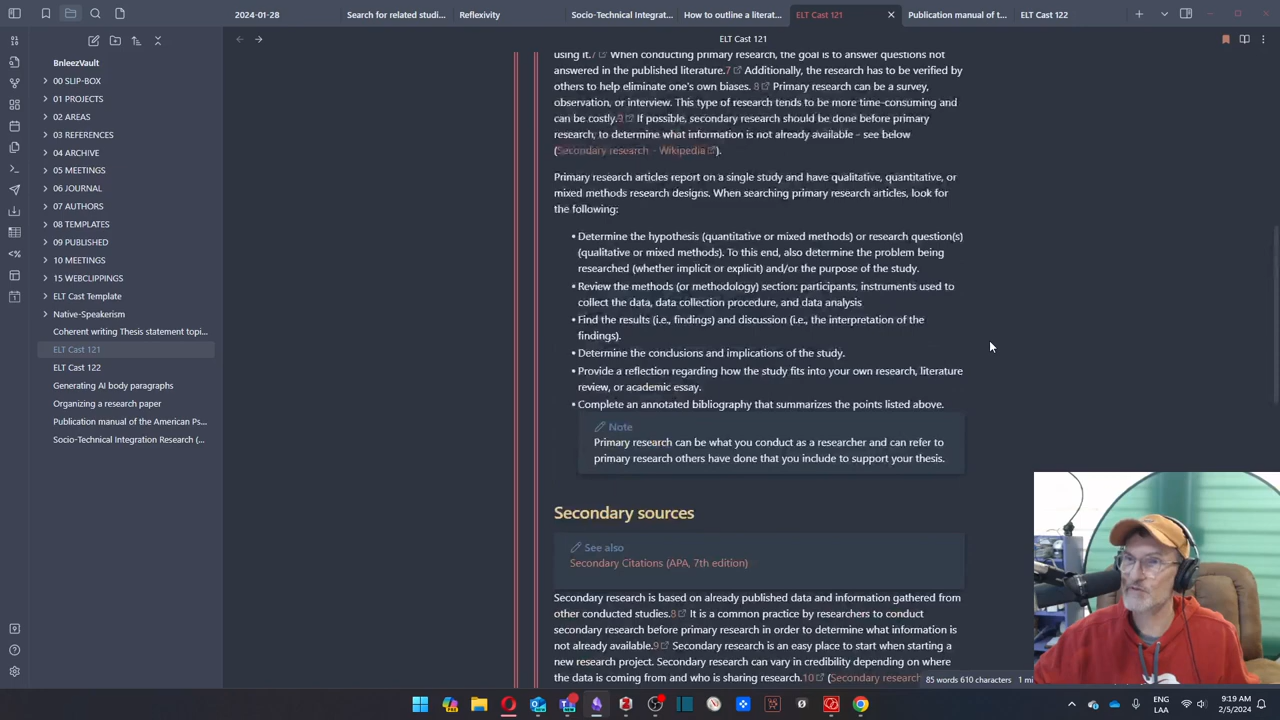 2024-01-28
Search for related studi...
Reflexivity
Socio-Technical Integrat...
How to outline a literat...
ELT Cast 121
Publication manual of t...
ELT Cast 122
ELT Cast 121
BnleezVault
00 SLIP-BOX
01 PROJECTS
02 AREAS
03 REFERENCES
04 ARCHIVE
05 MEETINGS
06 JOURNAL
07 AUTHORS
08 TEMPLATES
09 PUBLISHED
10 MEETINGS
15 WEBCLIPPINGS
ELT Cast Template
Native-Speakerism
Coherent writing Thesis statement topi...
ELT Cast 121
ELT Cast 122
Generating AI body paragraphs
Organizing a research paper
Publication manual of the American Ps...
Socio-Technical Integration Research (...
using it.7 When conducting primary research, the goal is to answer questions not
answered in the published literature.7 Additionally, the research has to be verified by
others to help eliminate one's own biases. 8 Primary research can be a survey,
observation, or interview. This type of research tends to be more time-consuming and
can be costly.9 If possible, secondary research should be done before primary
research, to determine what information is not already available - see below
(Secondary research - Wikipedia).
Primary research articles report on a single study and have qualitative, quantitative, or
mixed methods research designs. When searching primary research articles, look for
the following:
• Determine the hypothesis (quantitative or mixed methods) or research question(s)
(qualitative or mixed methods). To this end, also determine the problem being
researched (whether implicit or explicit) and/or the purpose of the study.
• Review the methods (or methodology) section: participants, instruments used to
collect the data, data collection procedure, and data analysis
• Find the results (i.e., findings) and discussion (i.e., the interpretation of the
findings).
• Determine the conclusions and implications of the study.
• Provide a reflection regarding how the study fits into your own research, literature
review, or academic essay.
• Complete an annotated bibliography that summarizes the points listed above.
Note
Primary research can be what you conduct as a researcher and can refer to
primary research others have done that you include to support your thesis.
Secondary sources
See also
Secondary Citations (APA, 7th edition)
Secondary research is based on already published data and information gathered from
other conducted studies.8 It is a common practice by researchers to conduct
secondary research before primary research in order to determine what information is
not already available.9 Secondary research is an easy place to start when starting a
new research project. Secondary research can vary in credibility depending on where
the data is coming from and who is sharing research.10 (Secondary research
85 words 610 characters 1 mi
ENG
LAA
9:19 AM
2/5/2024